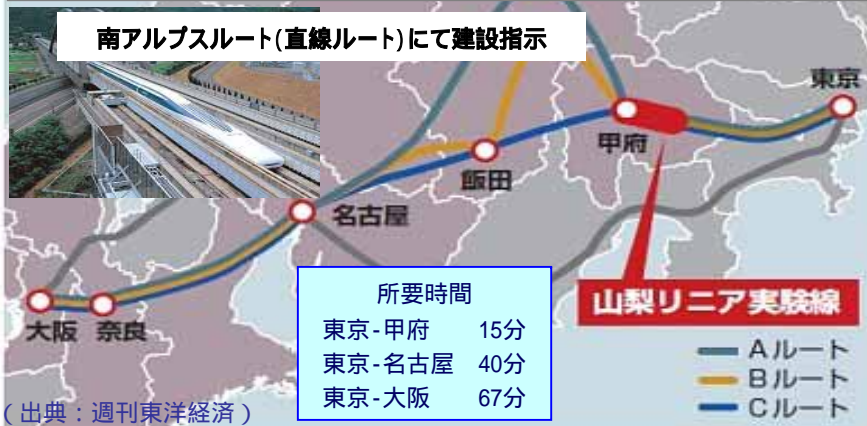 南アルプスルート(直線ルート)にて建設指示
東京
甲府
飯田
名古屋
山梨リニア実験線
大阪 奈良
所要時間
東京-甲府 15分
東京-名古屋 40分
東京-大阪 67分
Aルート
Bルート
Cルート
(出典：週刊東洋経済)